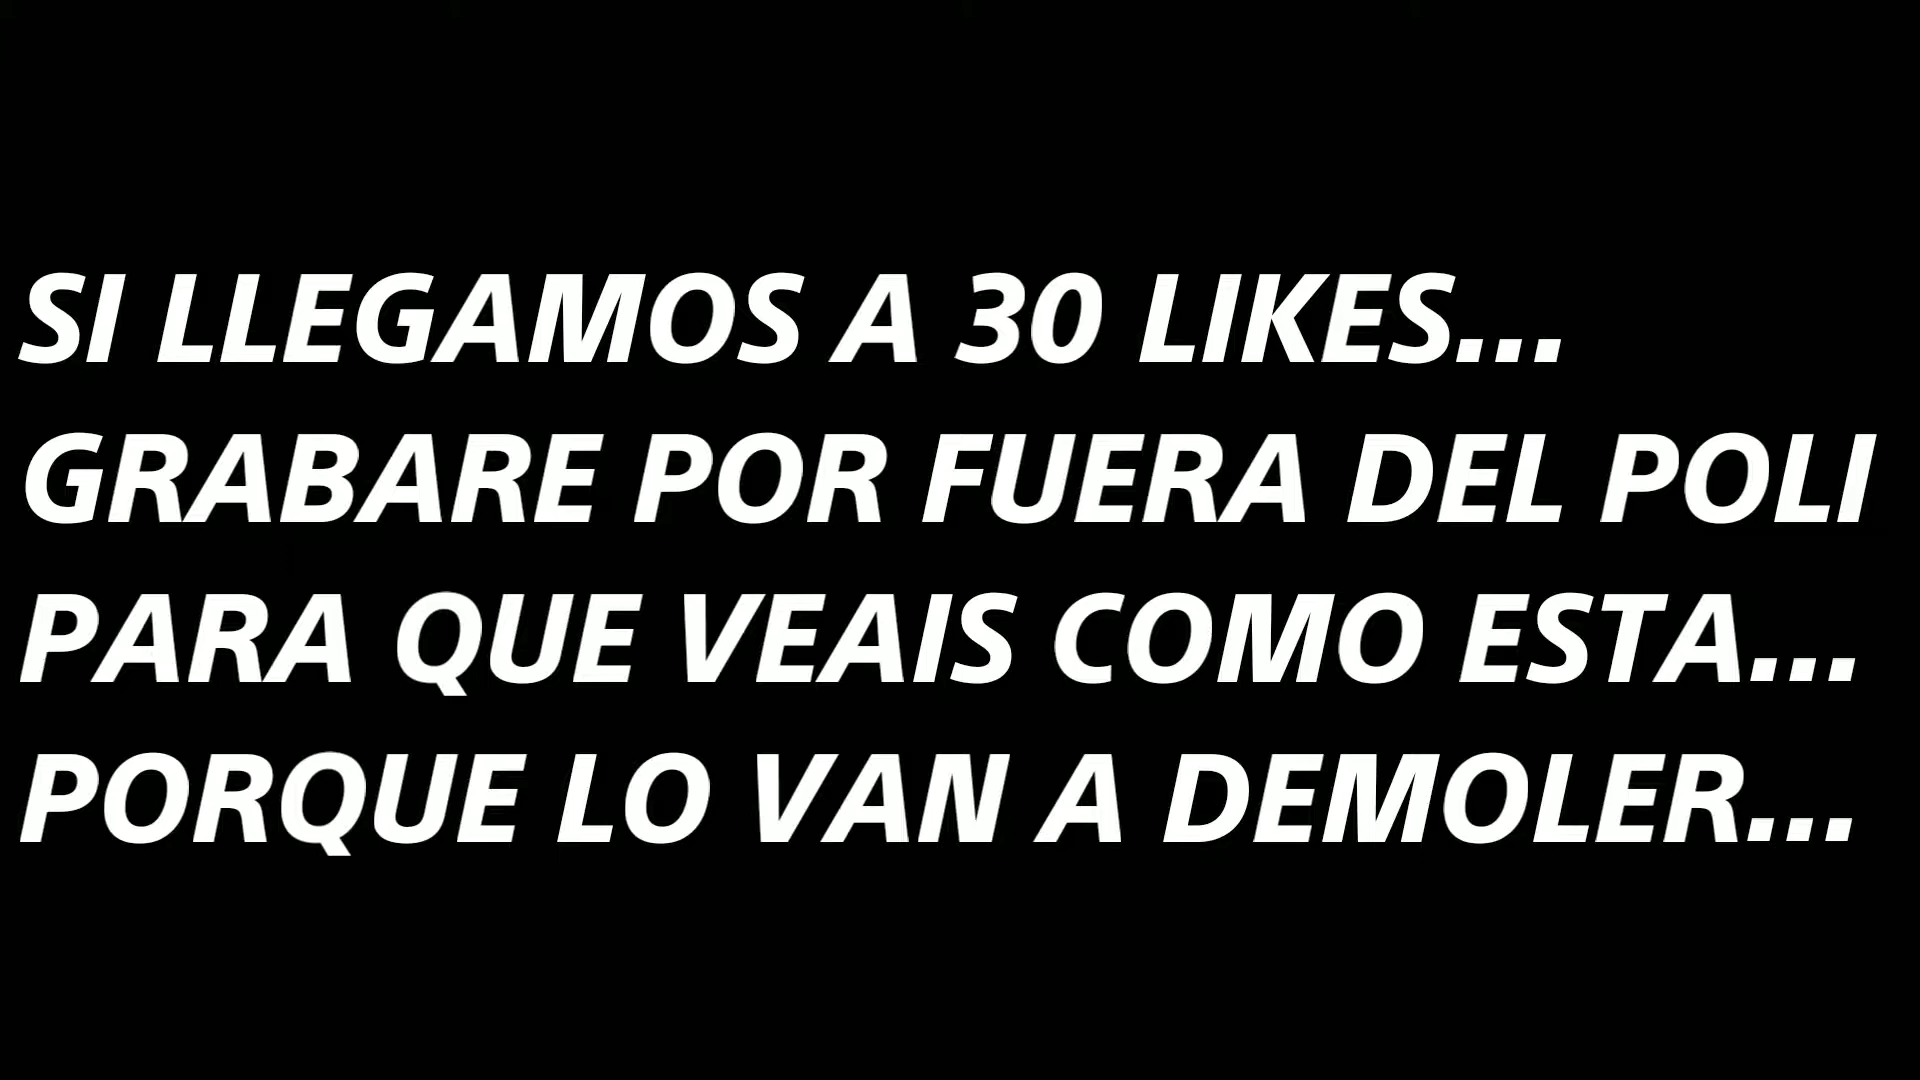 SI LLEGAMOS A 30 LIKES...
GRABARE POR FUERA DEL POLI
PARA QUE VEAIS COMO ESTA...
PORQUE LO VAN A DEMOLER...